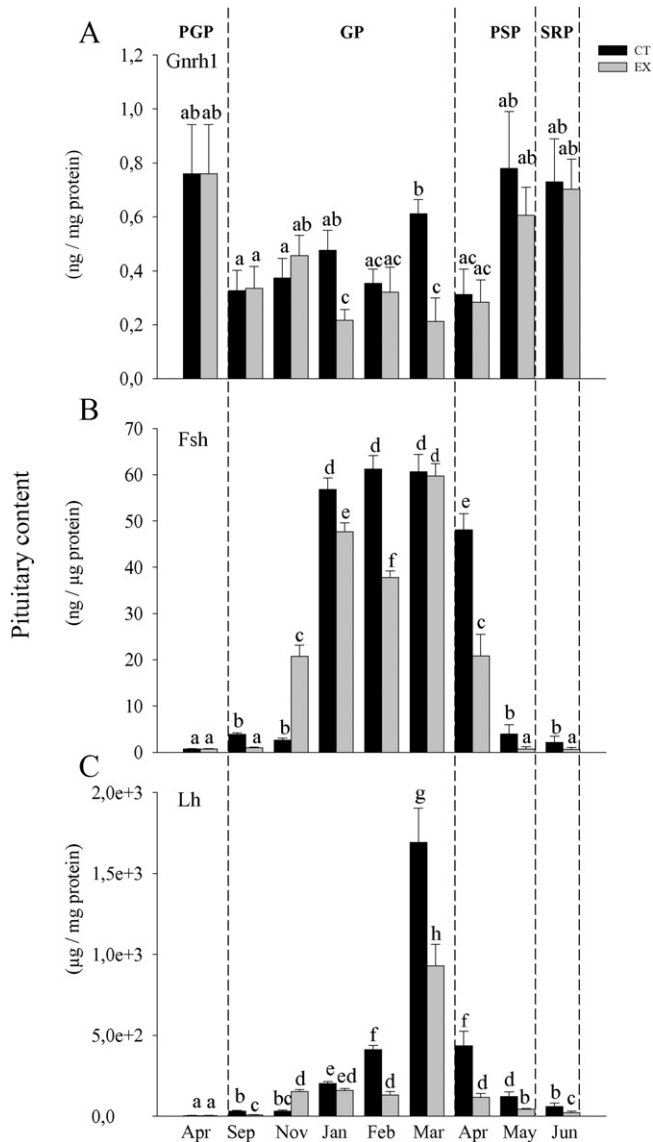 A
PGP GP PSP SRP
CT
EX
Gnrh1
1,2
1,0
0,8
0,6
0,4
0,2
0,0
(ng / mg protein)
ab ab a a a ab ab c ac ac b c ac ac ab ab ab ab
B
Fsh
70
60
50
40
30
20
10
0
(ng / µg protein)
a a b a b c d e d f d d e c b a b a
Pituitary content
C
Lh
2,0e+3
1,5e+3
1,0e+3
5,0e+2
0,0
(µg / mg protein)
a a b c bc d e ed f d g h f d b b b c
Apr Sep Nov Jan Feb Mar Apr May Jun